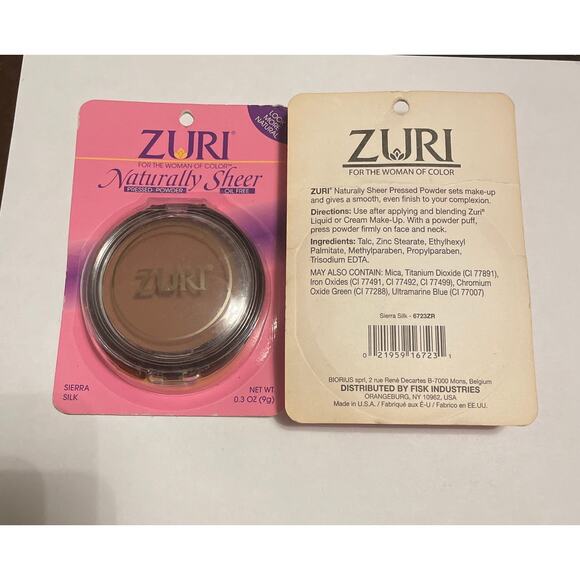 LOOK
MORE
NATURAL
ZURI®
FOR THE WOMAN OF COLOR™
Naturally Sheer
PRESSED POWDER OIL FREE
ZURI
SIERRA
SILK
NET WT.
0.3 OZ (9g)
ZURI®
FOR THE WOMAN OF COLOR
ZURI® Naturally Sheer Pressed Powder sets make-up
and gives a smooth, even finish to your complexion.
Directions: Use after applying and blending Zuri®
Liquid or Cream Make-Up. With a powder puff,
press powder firmly on face and neck.
Ingredients: Talc, Zinc Stearate, Ethylhexyl
Palmitate, Methylparaben, Propylparaben,
Trisodium EDTA.
MAY ALSO CONTAIN: Mica, Titanium Dioxide (CI 77891),
Iron Oxides (CI 77491, CI 77492, CI 77499), Chromium
Oxide Green (CI 77288), Ultramarine Blue (CI 77007)
Sierra Silk - 6723ZR
0 21959 16723 1
BIORIUS sprl, 2 rue René Decartes B-7000 Mons, Belgium
DISTRIBUTED BY FISK INDUSTRIES
ORANGEBURG, NY 10962, USA
Made in U.S.A. / Fabriqué aux É-U / Fabrico en EE.UU.